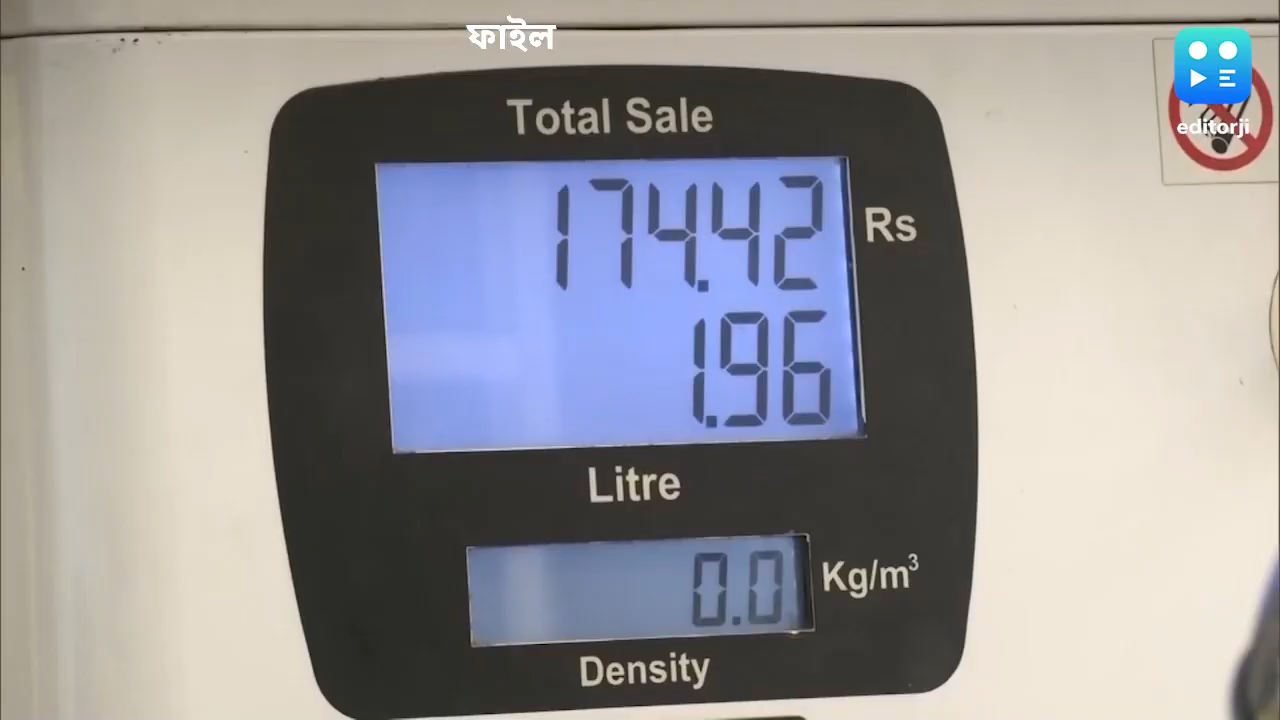 ফাইল
editorji
Total Sale
174.42 Rs
1.96
Litre
0.0 Kg/m³
Density